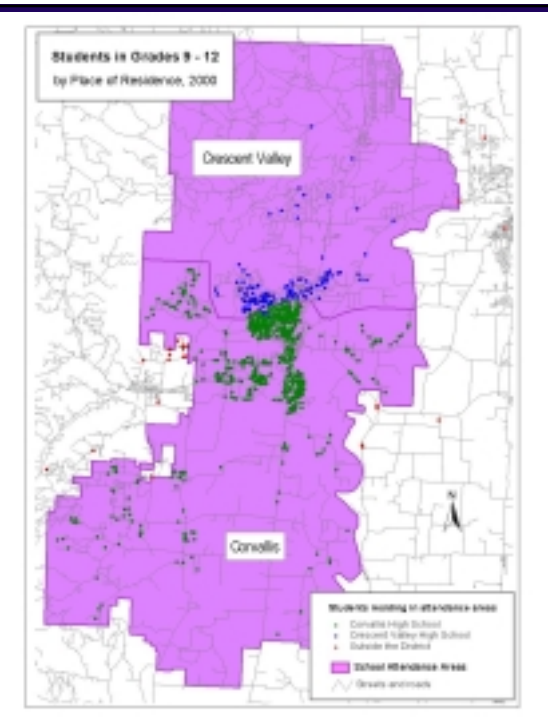 Students in Grades 9 - 12
by Place of Residence, 2000
Crescent Valley
N
Corvallis
Students residing in attendance areas
Corvallis High School
Crescent Valley High School
Outside the District
School Attendance Areas
Streets and roads